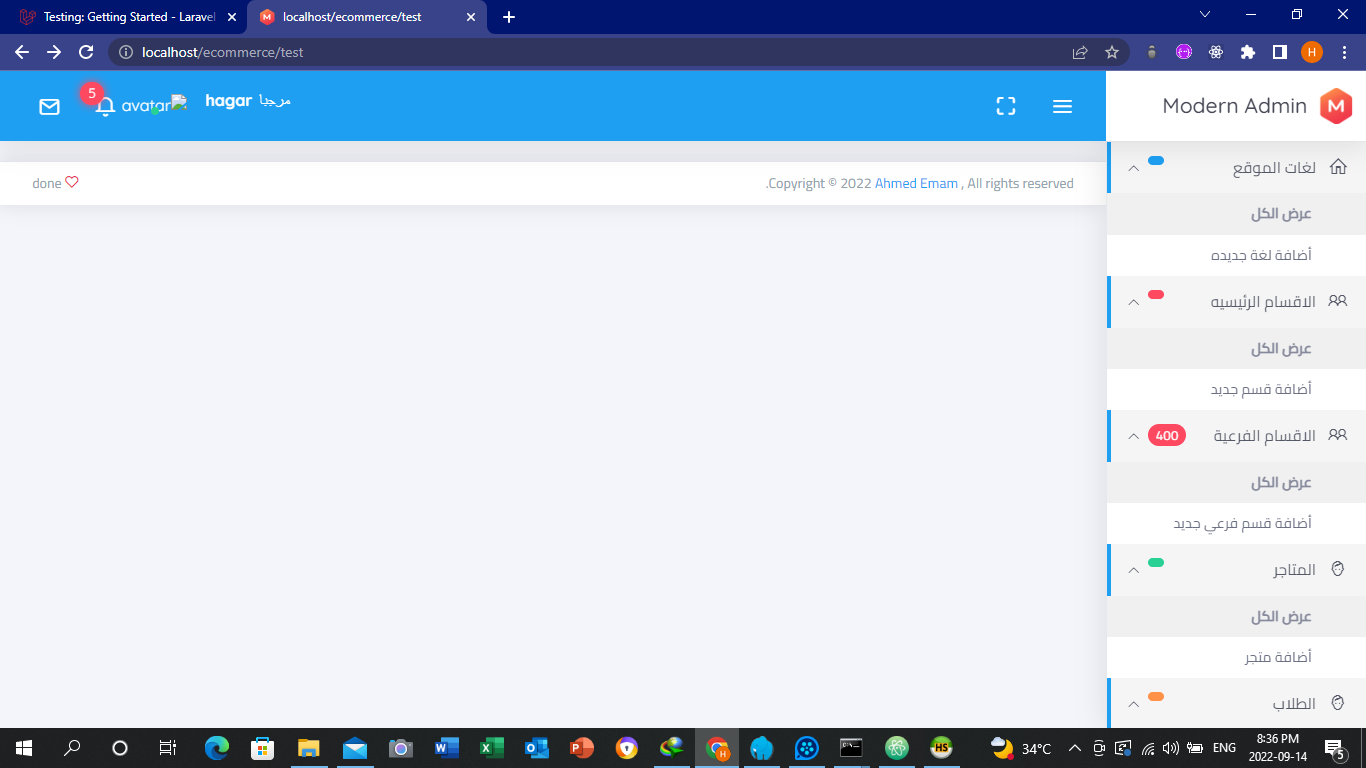 Testing: Getting Started - Laravel
localhost/ecommerce/test
localhost/ecommerce/test
H
5
avatar
مرحبا hagar
Modern Admin
M
done
Copyright © 2022 Ahmed Emam , All rights reserved.
لغات الموقع
عرض الكل
أضافة لغة جديده
الاقسام الرئيسيه
عرض الكل
أضافة قسم جديد
الاقسام الفرعية 400
عرض الكل
أضافة قسم فرعي جديد
المتاجر
عرض الكل
أضافة متجر
الطلاب
34°C
ENG
8:36 PM
2022-09-14
5